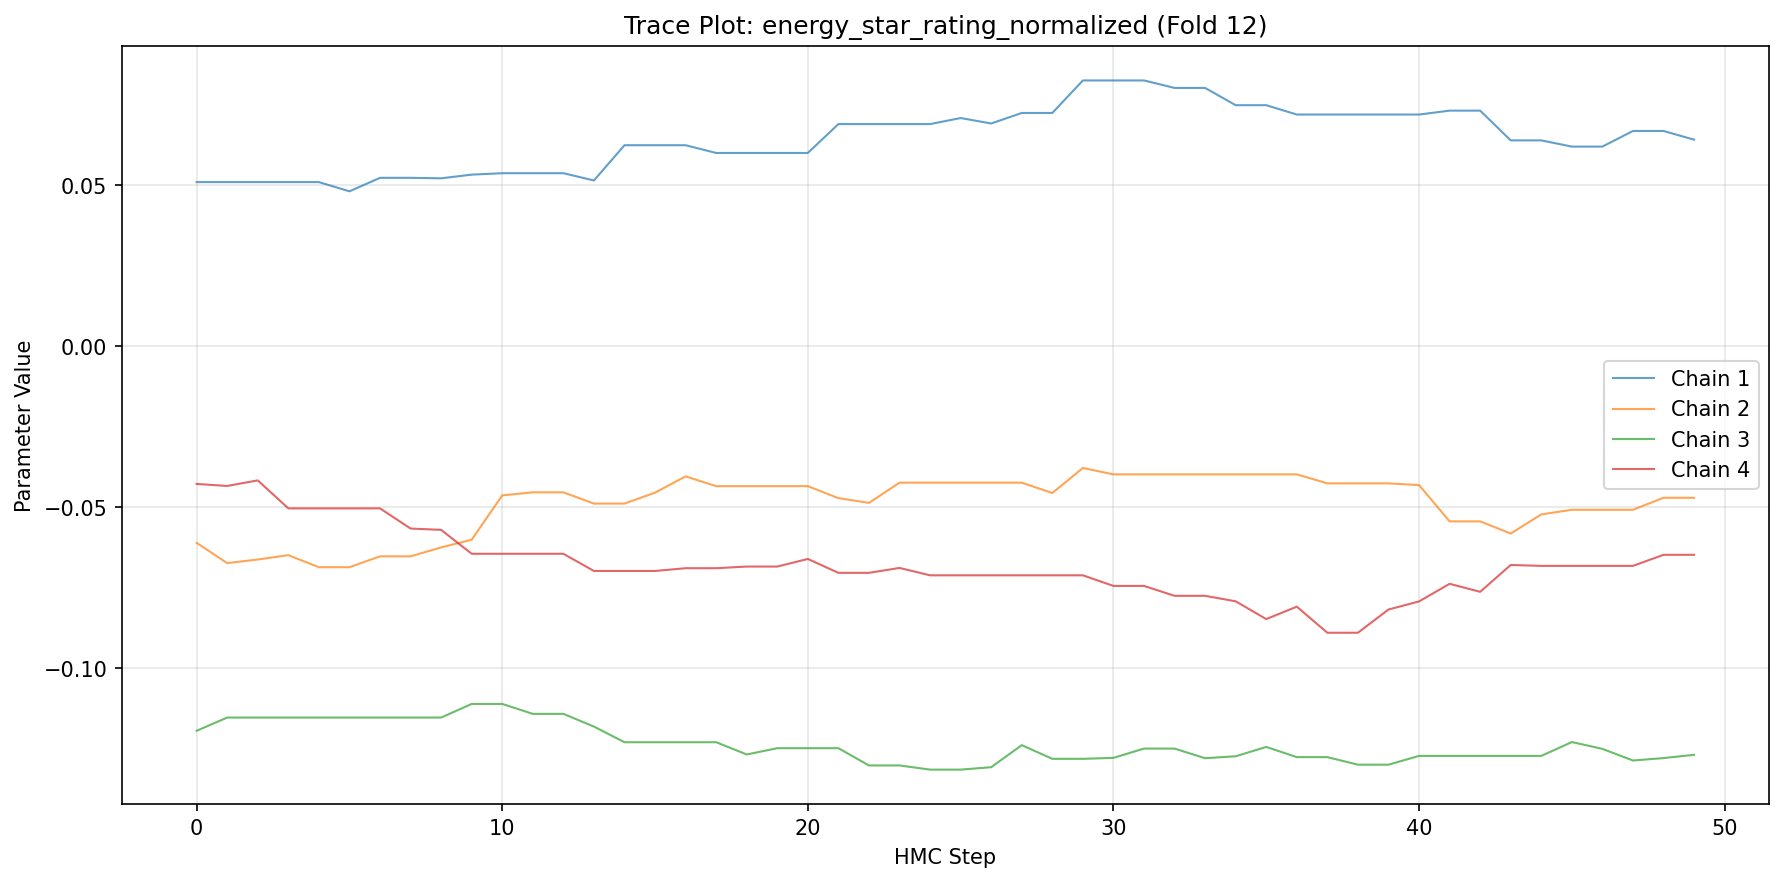 Trace Plot: energy_star_rating_normalized (Fold 12)
Parameter Value
0.05
0.00
−0.05
−0.10
Chain 1
Chain 2
Chain 3
Chain 4
0 10 20 30 40 50
HMC Step